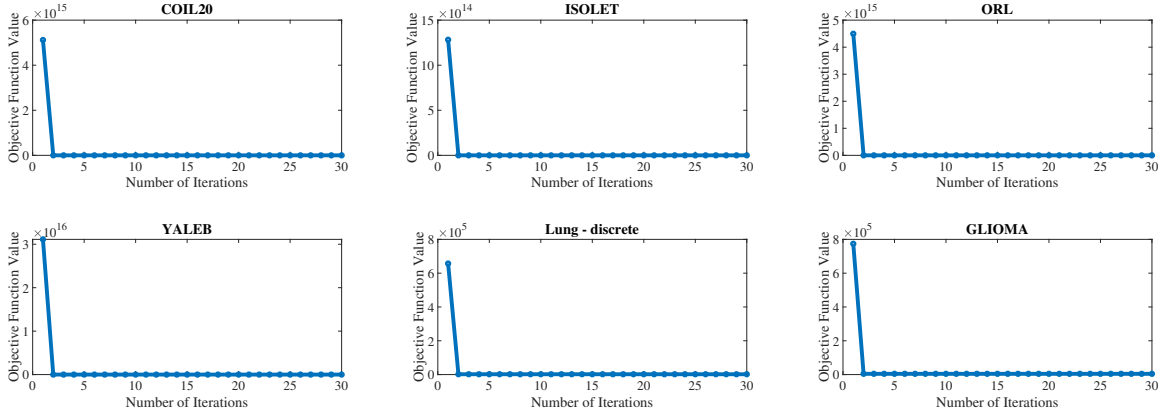 COIL20
×10^15
Objective Function Value
6
4
2
0
0 5 10 15 20 25 30
Number of Iterations
ISOLET
×10^14
Objective Function Value
15
10
5
0
0 5 10 15 20 25 30
Number of Iterations
ORL
×10^15
Objective Function Value
5
4
3
2
1
0
0 5 10 15 20 25 30
Number of Iterations
YALEB
×10^16
Objective Function Value
3
2
1
0
0 5 10 15 20 25 30
Number of Iterations
Lung - discrete
×10^5
Objective Function Value
8
6
4
2
0
0 5 10 15 20 25 30
Number of Iterations
GLIOMA
×10^5
Objective Function Value
8
6
4
2
0
0 5 10 15 20 25 30
Number of Iterations